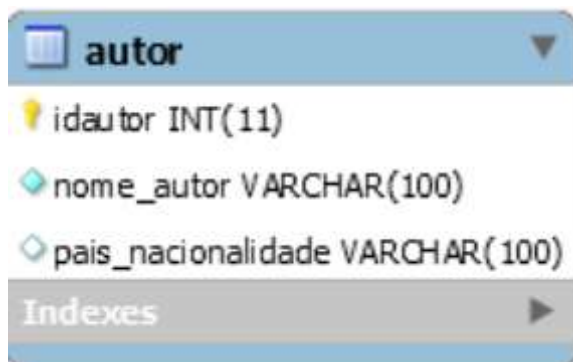 autor
idautor INT(11)
nome_autor VARCHAR(100)
pais_nacionalidade VARCHAR(100)
Indexes